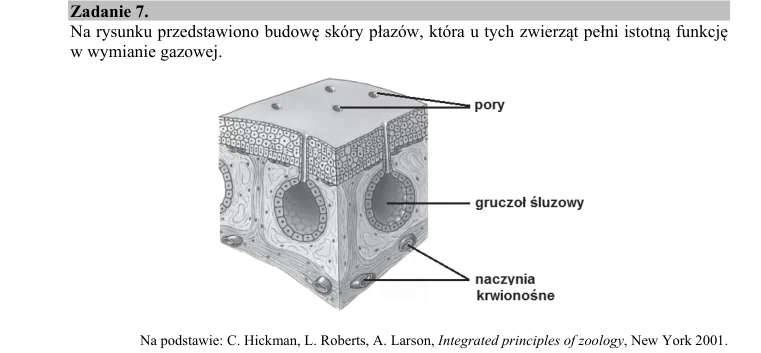 Zadanie 7.
Na rysunku przedstawiono budowę skóry płazów, która u tych zwierząt pełni istotną funkcję
w wymianie gazowej.
pory
gruczoł śluzowy
naczynia
krwionośne
Na podstawie: C. Hickman, L. Roberts, A. Larson, Integrated principles of zoology, New York 2001.